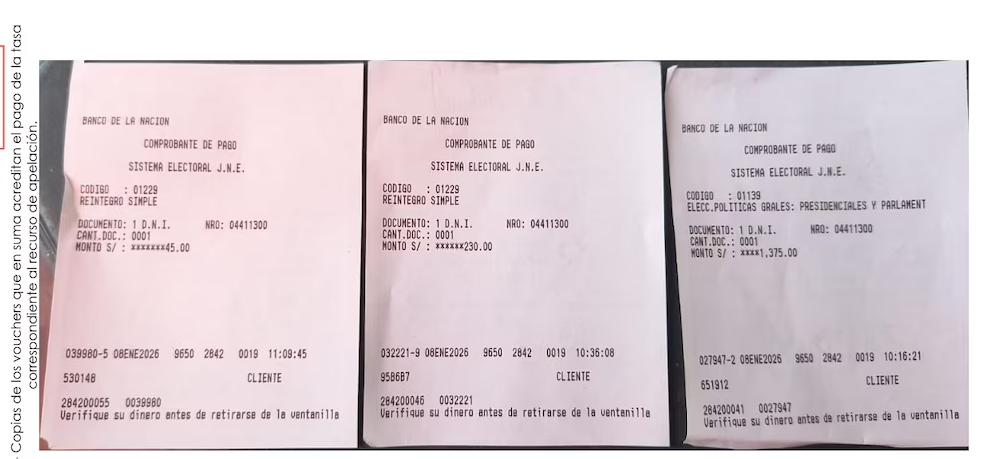 - Copias de los vouchers que en suma acreditan el pago de la tasa
correspondiente al recurso de apelación.
BANCO DE LA NACION
COMPROBANTE DE PAGO
SISTEMA ELECTORAL J.N.E.
CODIGO : 01229
REINTEGRO SIMPLE
DOCUMENTO: 1 D.N.I. NRO: 04411300
CANT.DOC.: 0001
MONTO S/ : *******45.00
039980-5 08ENE2026 9650 2842 0019 11:09:45
530148 CLIENTE
284200055 0039980
Verifique su dinero antes de retirarse de la ventanilla
BANCO DE LA NACION
COMPROBANTE DE PAGO
SISTEMA ELECTORAL J.N.E.
CODIGO : 01229
REINTEGRO SIMPLE
DOCUMENTO: 1 D.N.I. NRO: 04411300
CANT.DOC.: 0001
MONTO S/ : ******230.00
032221-9 08ENE2026 9650 2842 0019 10:36:08
CLIENTE
284200046 0032221
Verifique su dinero antes de retirarse de la ventanilla
BANCO DE LA NACION
COMPROBANTE DE PAGO
SISTEMA ELECTORAL J.N.E.
CODIGO : 01139
ELECC.POLITICAS GRALES: PRESIDENCIALES Y PARLAMENT
DOCUMENTO: 1 D.N.I. NRO: 04411300
CANT.DOC.: 0001
MONTO S/ : ****1,375.00
027947-2 08ENE2026 9650 2842 0019 10:16:21
651912 CLIENTE
284200041 0027947
Verifique su dinero antes de retirarse de la ventanilla